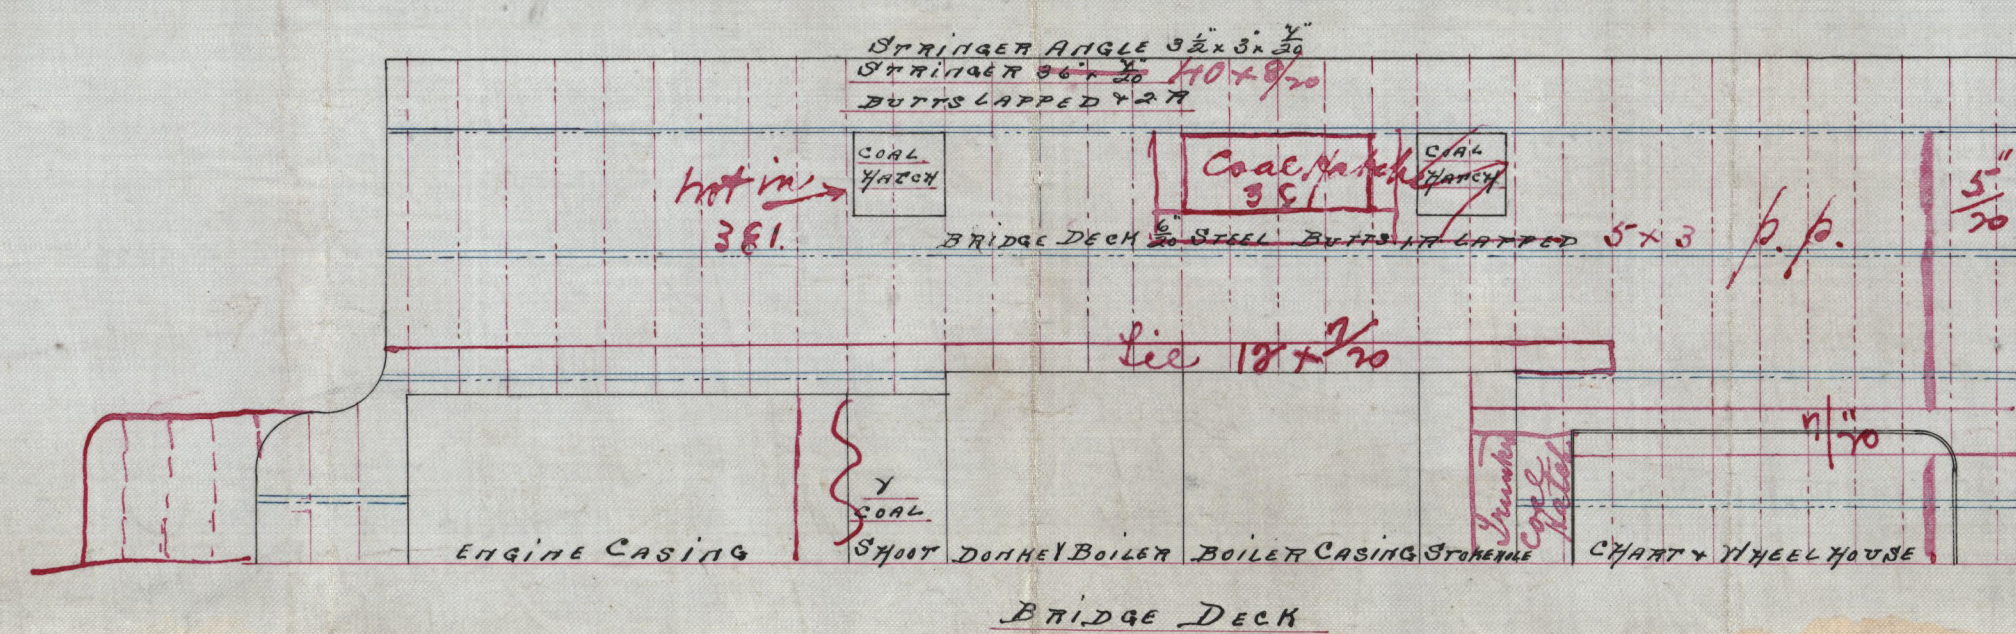 STRINGER ANGLE 3½" × 3" × 7/20"
STRINGER 36" × 7/20" 40 × 8/20
BUTTS LAPPED & 2 R
COAL
HATCH
not in
3 & 1.
Coal Hatch
3 & 1
COAL
HATCH
BRIDGE DECK 6/20" STEEL BUTTS 1 R LAPPED 5 × 3 p.p.
5/20"
Tie 12 × 7/20
7/20"
Trunk
Coal
Hatch
&
COAL
SHOOT
ENGINE CASING
DONKEY BOILER
BOILER CASING
STOKEHOLE
CHART & WHEEL HOUSE
BRIDGE DECK